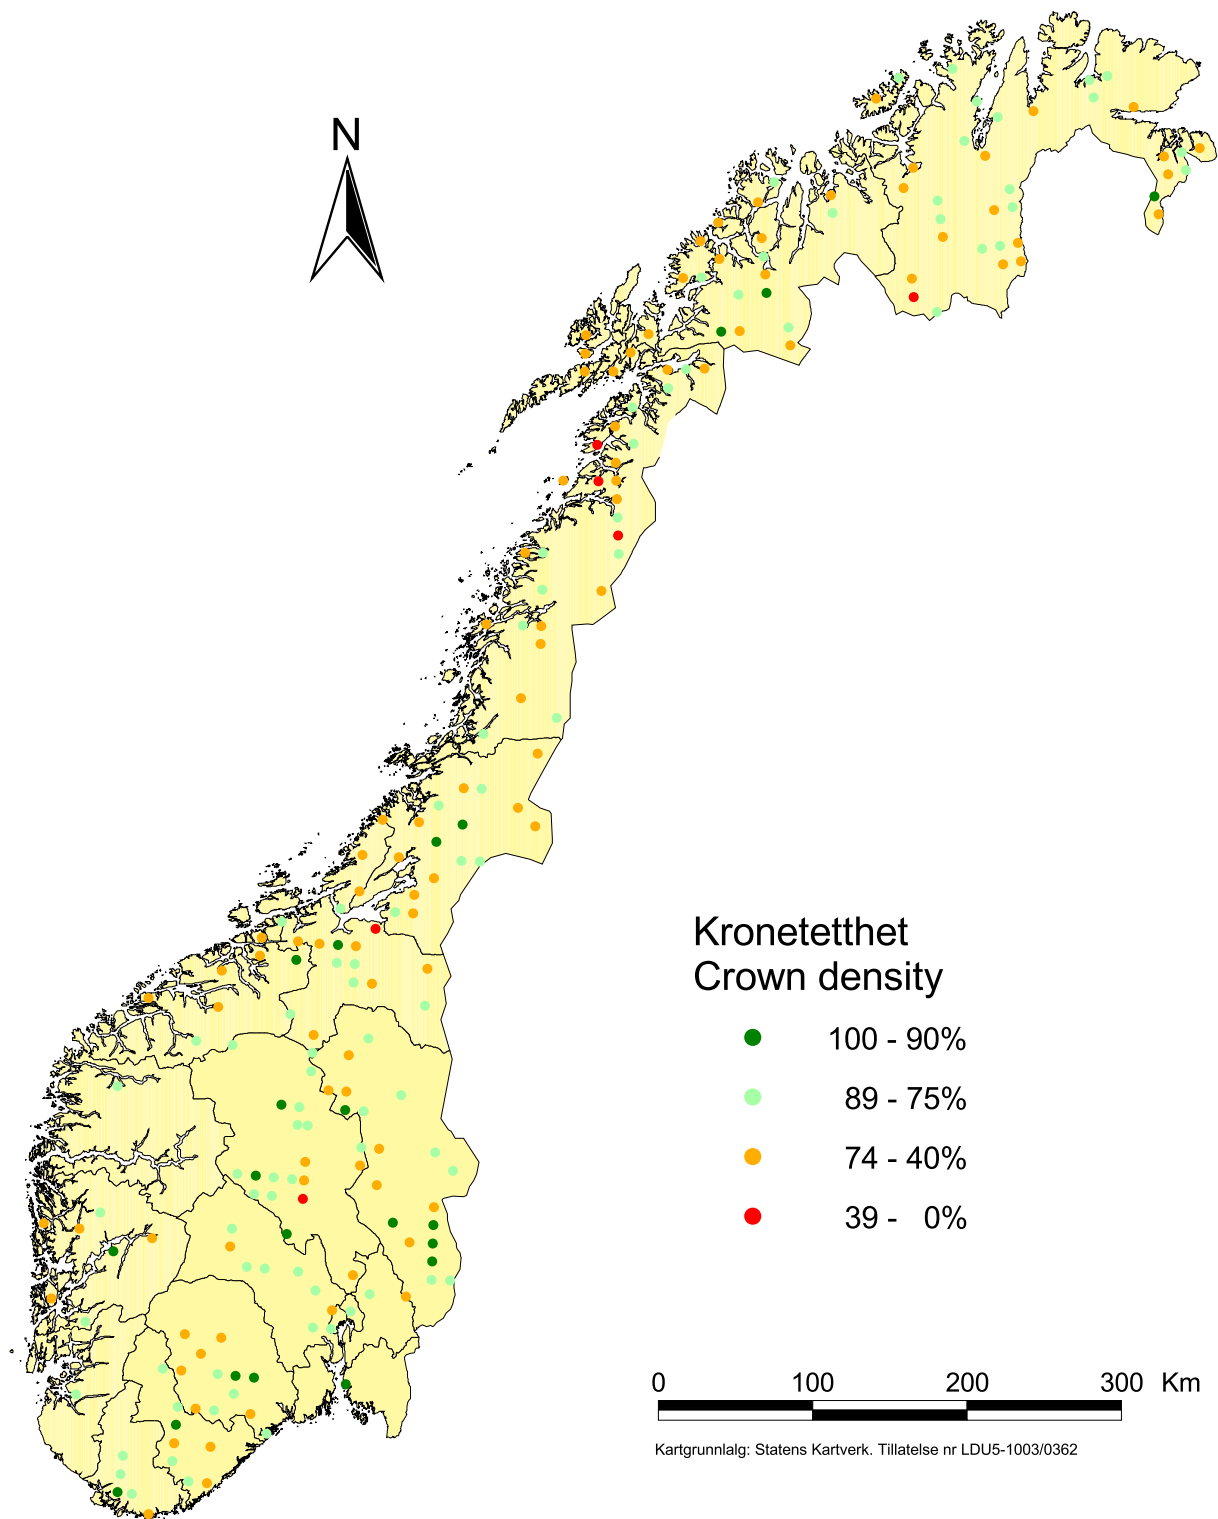 N
Kronetetthet
Crown density
100 - 90%
89 - 75%
74 - 40%
39 - 0%
0 100 200 300 Km
Kartgrunnlalg: Statens Kartverk. Tillatelse nr LDU5-1003/0362